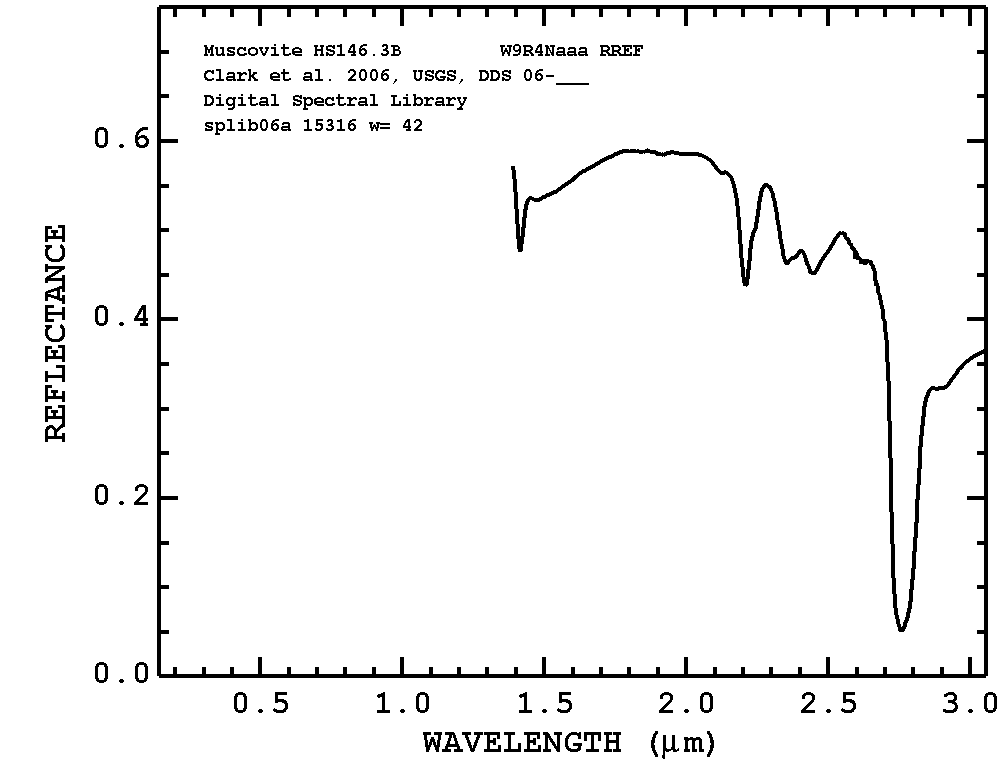 Muscovite HS146.3B W9R4Naaa RREF
Clark et al. 2006, USGS, DDS 06-___
Digital Spectral Library
splib06a 15316 w= 42
0.6
0.4
0.2
0.0
REFLECTANCE
0.5 1.0 1.5 2.0 2.5 3.0
WAVELENGTH (μm)